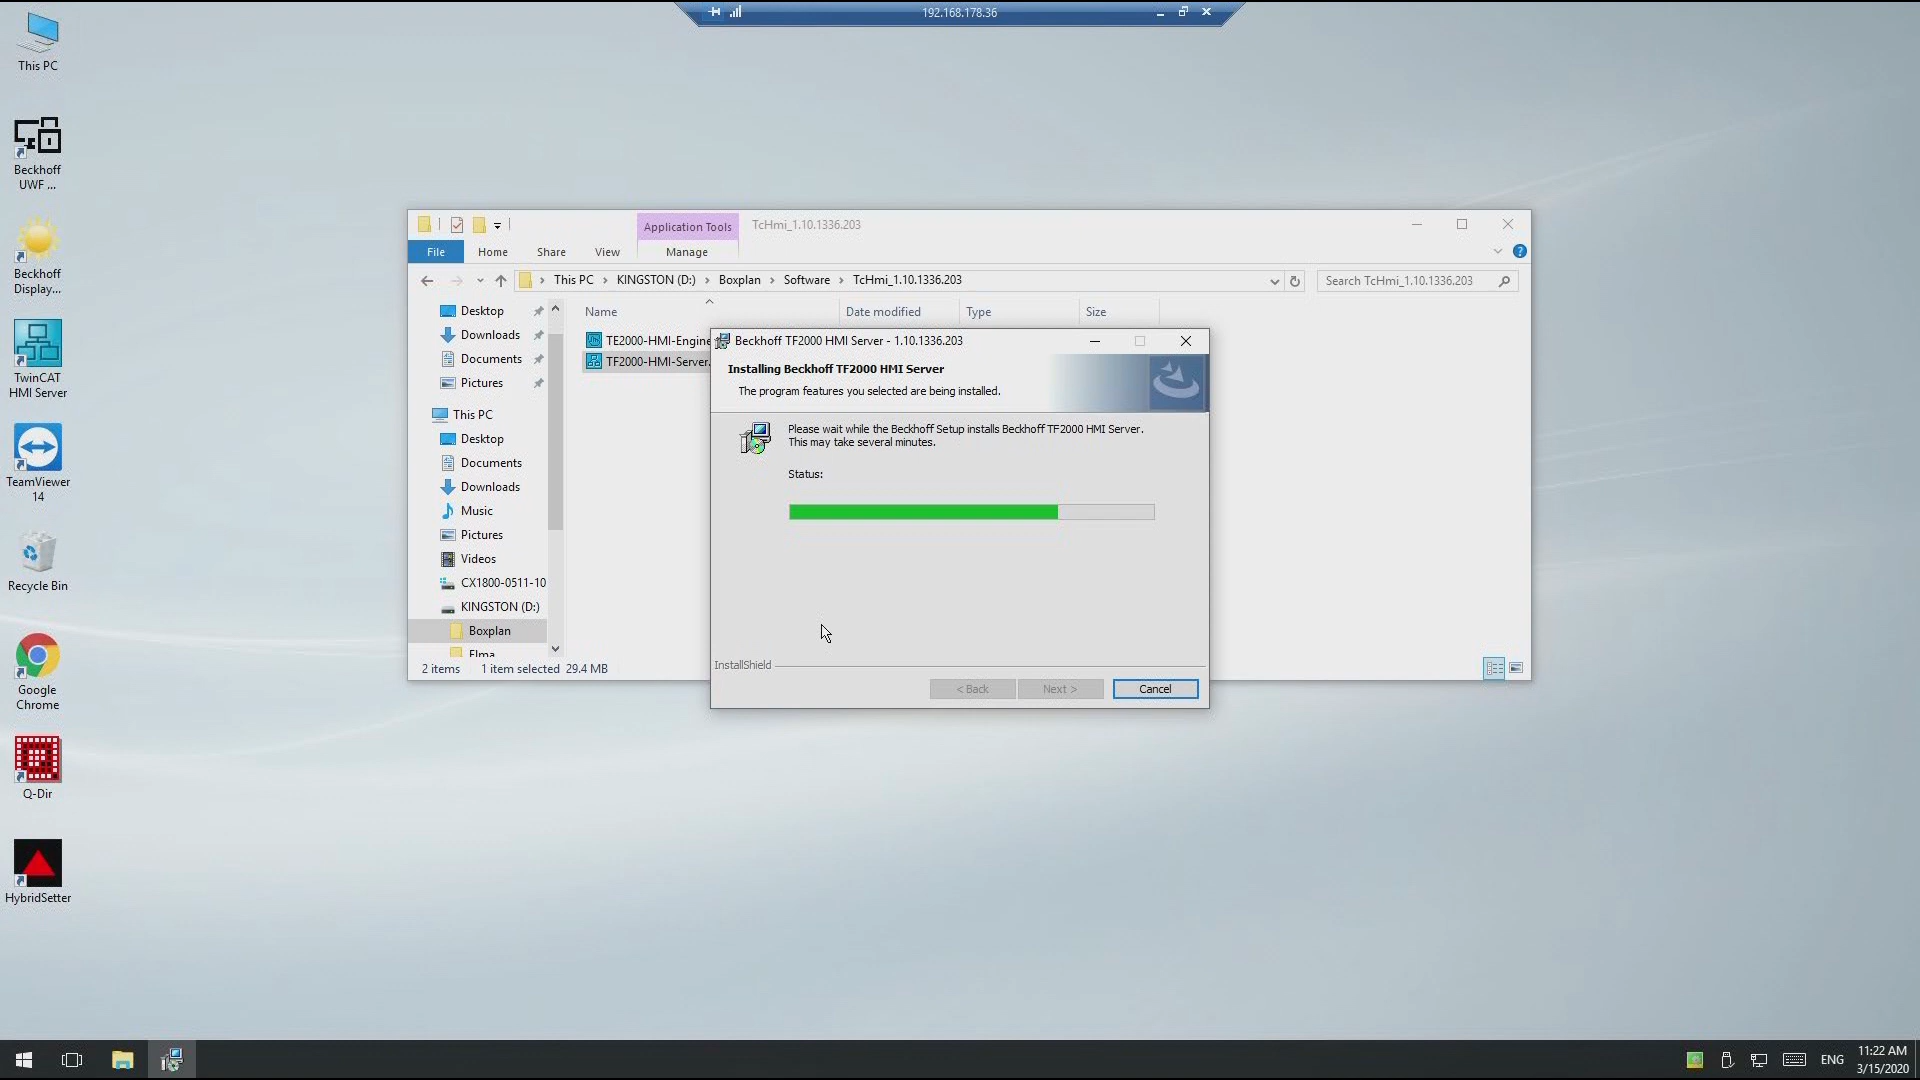 192.168.178.36
This PC
Beckhoff
UWF ...
Beckhoff
Display...
TwinCAT
HMI Server
TeamViewer
14
Recycle Bin
Google
Chrome
Q-Dir
HybridSetter
Application Tools
TcHmi_1.10.1336.203
File
Home
Share
View
Manage
This PC
KINGSTON (D:)
Boxplan
Software
TcHmi_1.10.1336.203
Search TcHmi_1.10.1336.203
Desktop
Downloads
Documents
Pictures
This PC
Desktop
Documents
Downloads
Music
Pictures
Videos
CX1800-0511-10
KINGSTON (D:)
Boxplan
Elma
Name
Date modified
Type
Size
TE2000-HMI-Engine
TF2000-HMI-Server.
2 items
1 item selected 29.4 MB
Beckhoff TF2000 HMI Server - 1.10.1336.203
Installing Beckhoff TF2000 HMI Server
The program features you selected are being installed.
Please wait while the Beckhoff Setup installs Beckhoff TF2000 HMI Server.
This may take several minutes.
Status:
InstallShield
< Back
Next >
Cancel
ENG
11:22 AM
3/15/2020